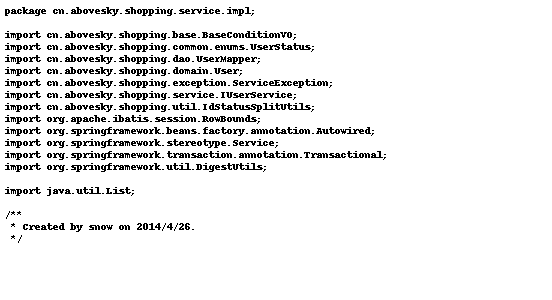 package cn.abovesky.shopping.service.impl;

import cn.abovesky.shopping.base.BaseConditionVO;
import cn.abovesky.shopping.common.enums.UserStatus;
import cn.abovesky.shopping.dao.UserMapper;
import cn.abovesky.shopping.domain.User;
import cn.abovesky.shopping.exception.ServiceException;
import cn.abovesky.shopping.service.IUserService;
import cn.abovesky.shopping.util.IdStatusSplitUtils;
import org.apache.ibatis.session.RowBounds;
import org.springframework.beans.factory.annotation.Autowired;
import org.springframework.stereotype.Service;
import org.springframework.transaction.annotation.Transactional;
import org.springframework.util.DigestUtils;

import java.util.List;

/**
 * Created by snow on 2014/4/26.
 */